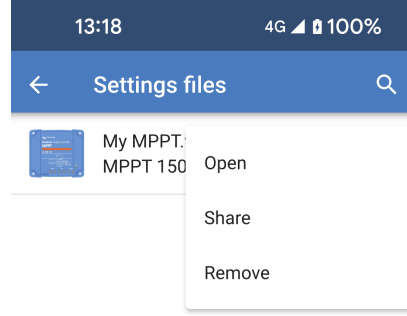 13:18
4G 100%
Settings files
My MPPT.
MPPT 150
Open
Share
Remove